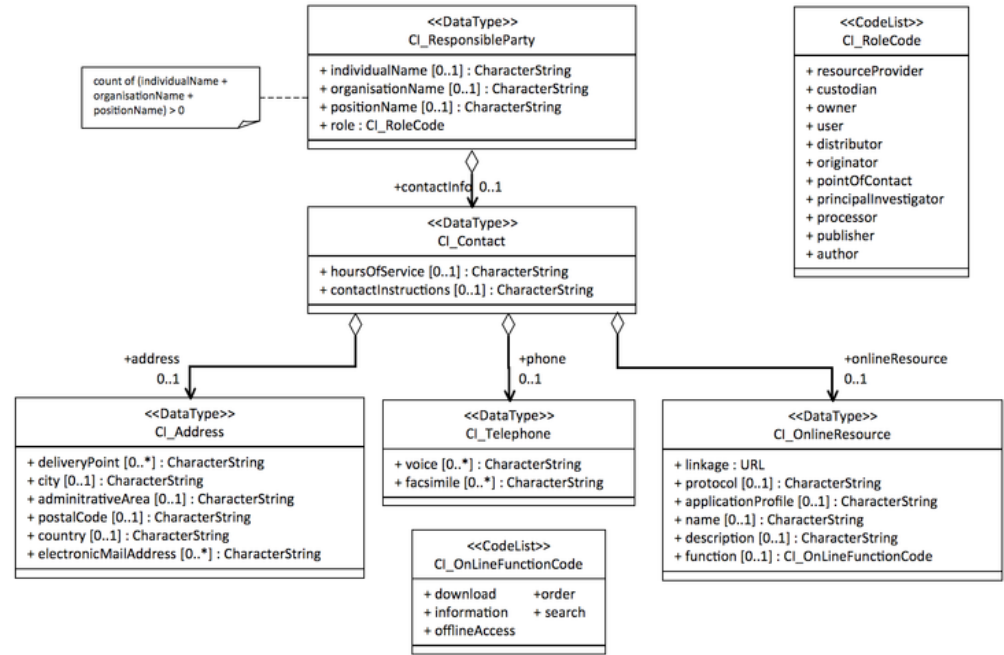 <<DataType>>
CI_ResponsibleParty
+ individualName [0..1] : CharacterString
+ organisationName [0..1] : CharacterString
+ positionName [0..1] : CharacterString
+ role : CI_RoleCode
count of (individualName +
organisationName +
positionName) > 0
<<CodeList>>
CI_RoleCode
+ resourceProvider
+ custodian
+ owner
+ user
+ distributor
+ originator
+ pointOfContact
+ principalInvestigator
+ processor
+ publisher
+ author
+contactInfo 0..1
<<DataType>>
CI_Contact
+ hoursOfService [0..1] : CharacterString
+ contactInstructions [0..1] : CharacterString
+address
0..1
+phone
0..1
+onlineResource
0..1
<<DataType>>
CI_Address
+ deliveryPoint [0..*] : CharacterString
+ city [0..1] : CharacterString
+ adminitrativeArea [0..1] : CharacterString
+ postalCode [0..1] : CharacterString
+ country [0..1] : CharacterString
+ electronicMailAddress [0..*] : CharacterString
<<DataType>>
CI_Telephone
+ voice [0..*] : CharacterString
+ facsimile [0..*] : CharacterString
<<DataType>>
CI_OnlineResource
+ linkage : URL
+ protocol [0..1] : CharacterString
+ applicationProfile [0..1] : CharacterString
+ name [0..1] : CharacterString
+ description [0..1] : CharacterString
+ function [0..1] : CI_OnLineFunctionCode
<<CodeList>>
CI_OnLineFunctionCode
+ download +order
+ information + search
+ offlineAccess